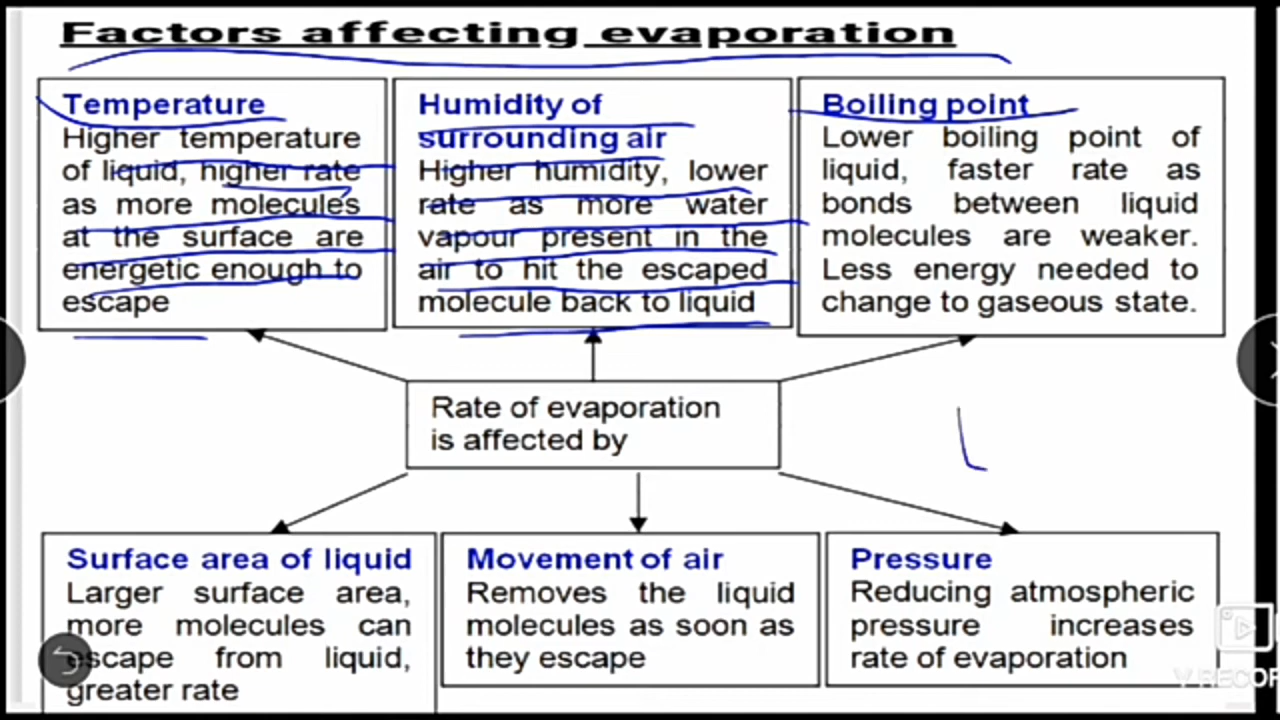 Factors affecting evaporation
Temperature
Higher temperature
of liquid, higher rate
as more molecules
at the surface are
energetic enough to
escape
Humidity of
surrounding air
Higher humidity, lower
rate as more water
vapour present in the
air to hit the escaped
molecule back to liquid
Boiling point
Lower boiling point of
liquid, faster rate as
bonds between liquid
molecules are weaker.
Less energy needed to
change to gaseous state.
Rate of evaporation
is affected by
Surface area of liquid
Larger surface area,
more molecules can
escape from liquid,
greater rate
Movement of air
Removes the liquid
molecules as soon as
they escape
Pressure
Reducing atmospheric
pressure increases
rate of evaporation